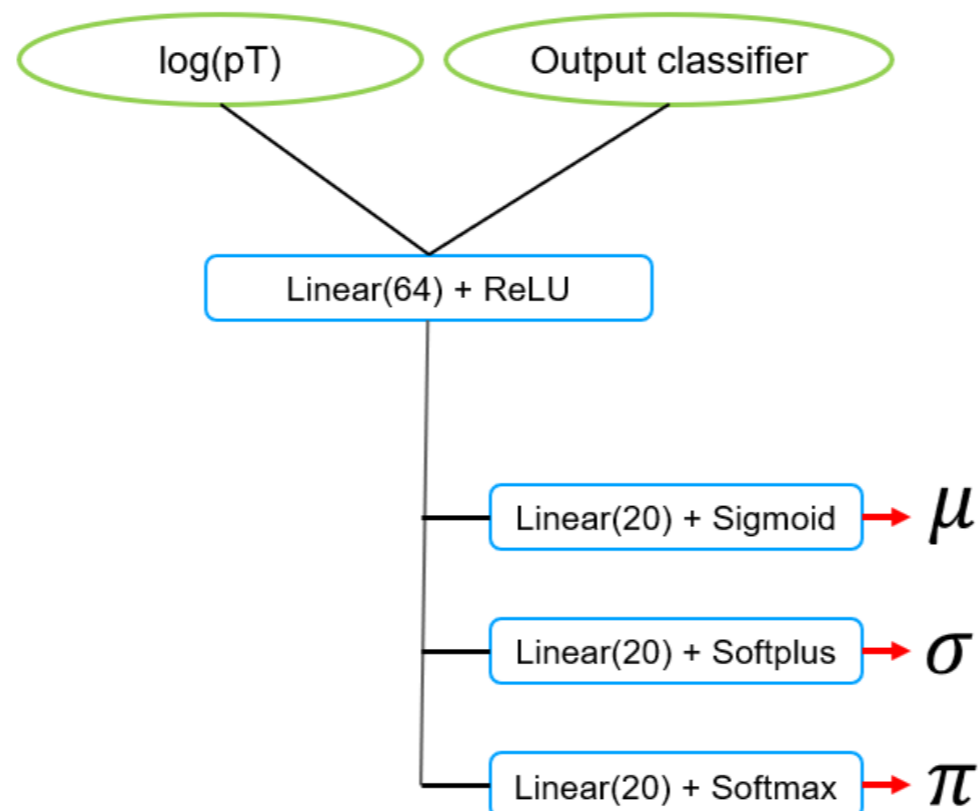 log(pT)
Output classifier
Linear(64) + ReLU
Linear(20) + Sigmoid
μ
Linear(20) + Softplus
σ
Linear(20) + Softmax
π